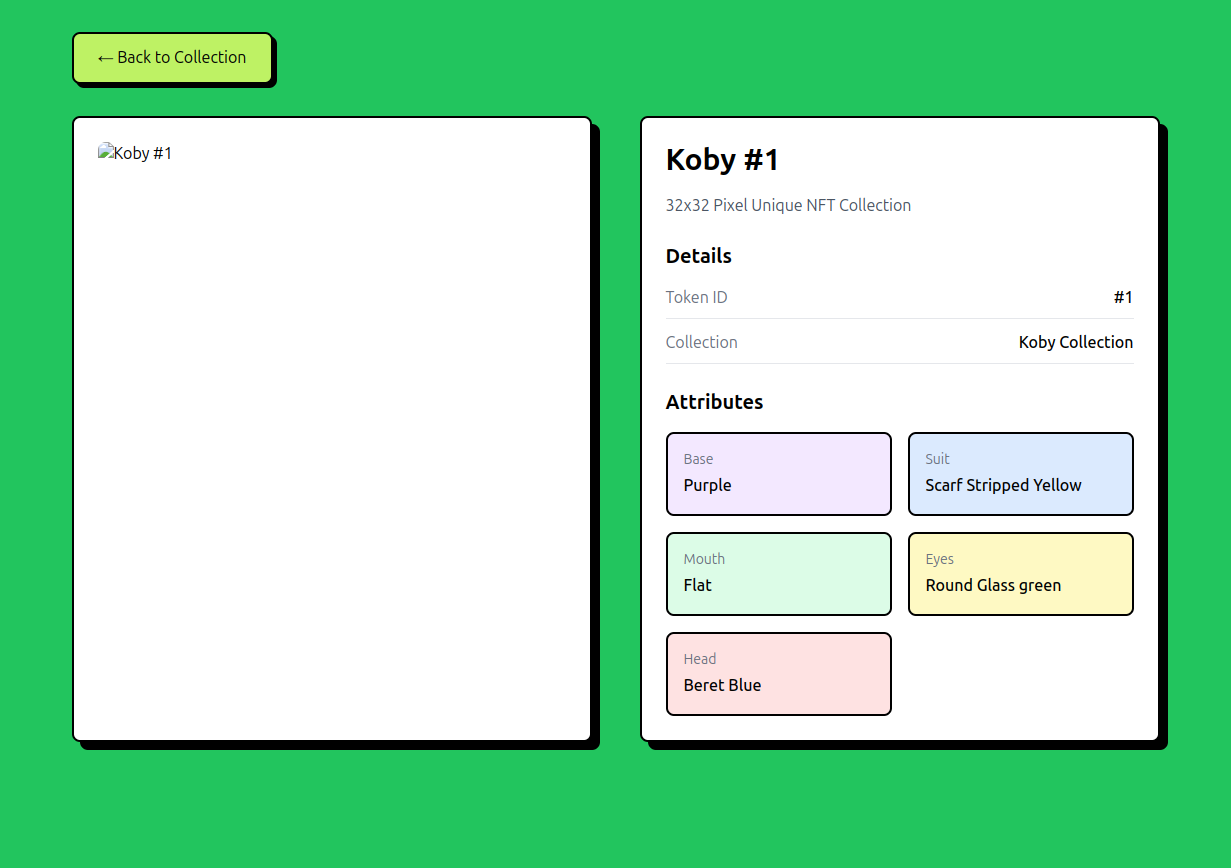 ← Back to Collection
Koby #1
Koby #1
32x32 Pixel Unique NFT Collection
Details
Token ID #1
Collection Koby Collection
Attributes
Base
Purple
Suit
Scarf Stripped Yellow
Mouth
Flat
Eyes
Round Glass green
Head
Beret Blue